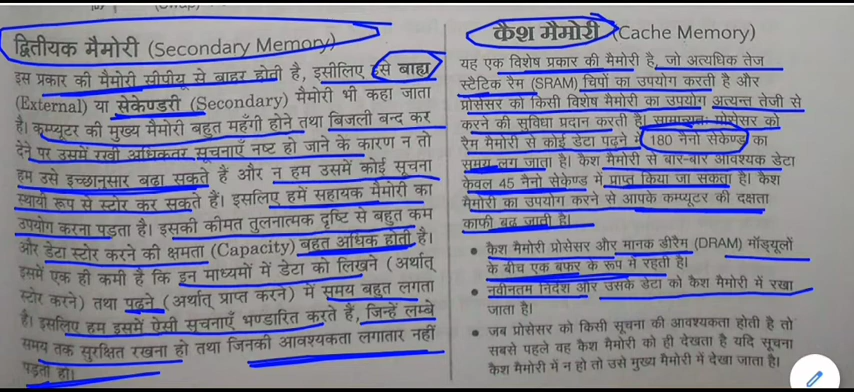 द्वितीयक मैमोरी (Secondary Memory)
इस प्रकार की मैमोरी सीपीयू से बाहर होती है, इसीलिए इसे बाह्य
(External) या सेकेण्डरी (Secondary) मैमोरी भी कहा जाता
है। कम्प्यूटर की मुख्य मैमोरी बहुत महँगी होने तथा बिजली बन्द कर
देने पर उसमें रखी अधिकतर सूचनाएँ नष्ट हो जाने के कारण न तो
हम उसे इच्छानुसार बढ़ा सकते हैं और न हम उसमें कोई सूचना
स्थायी रूप से स्टोर कर सकते हैं। इसलिए हमें सहायक मैमोरी का
उपयोग करना पड़ता है। इसकी कीमत तुलनात्मक दृष्टि से बहुत कम
और डेटा स्टोर करने की क्षमता (Capacity) बहुत अधिक होती है।
इसमें एक ही कमी है कि इन माध्यमों में डेटा को लिखने (अर्थात्
स्टोर करने) तथा पढ़ने (अर्थात् प्राप्त करने) में समय बहुत लगता
है। इसलिए हम इसमें ऐसी सूचनाएँ भण्डारित करते हैं, जिन्हें लम्बे
समय तक सुरक्षित रखना हो तथा जिनकी आवश्यकता लगातार नहीं
पड़ती हो।
कैश मैमोरी (Cache Memory)
यह एक विशेष प्रकार की मैमोरी है, जो अत्यधिक तेज
स्टैटिक रैम (SRAM) चिपों का उपयोग करती है और
प्रोसेसर को किसी विशेष मैमोरी का उपयोग अत्यन्त तेजी से
करने की सुविधा प्रदान करती है। सामान्यतः प्रोसेसर को
रैम मैमोरी से कोई डेटा पढ़ने में 180 नैनो सेकेण्ड का
समय लग जाता है। कैश मैमोरी से बार-बार आवश्यक डेटा
केवल 45 नैनो सेकेण्ड में प्राप्त किया जा सकता है। कैश
मैमोरी का उपयोग करने से आपके कम्प्यूटर की दक्षता
काफी बढ़ जाती है।
• कैश मैमोरी प्रोसेसर और मानक डीरैम (DRAM) मॉड्यूलों
के बीच एक बफर के रूप में रहती है।
• नवीनतम निर्देश और उसके डेटा को कैश मैमोरी में रखा
जाता है।
• जब प्रोसेसर को किसी सूचना की आवश्यकता होती है तो
सबसे पहले वह कैश मैमोरी को ही देखता है यदि सूचना
कैश मैमोरी में न हो तो उसे मुख्य मैमोरी में देखा जाता है।